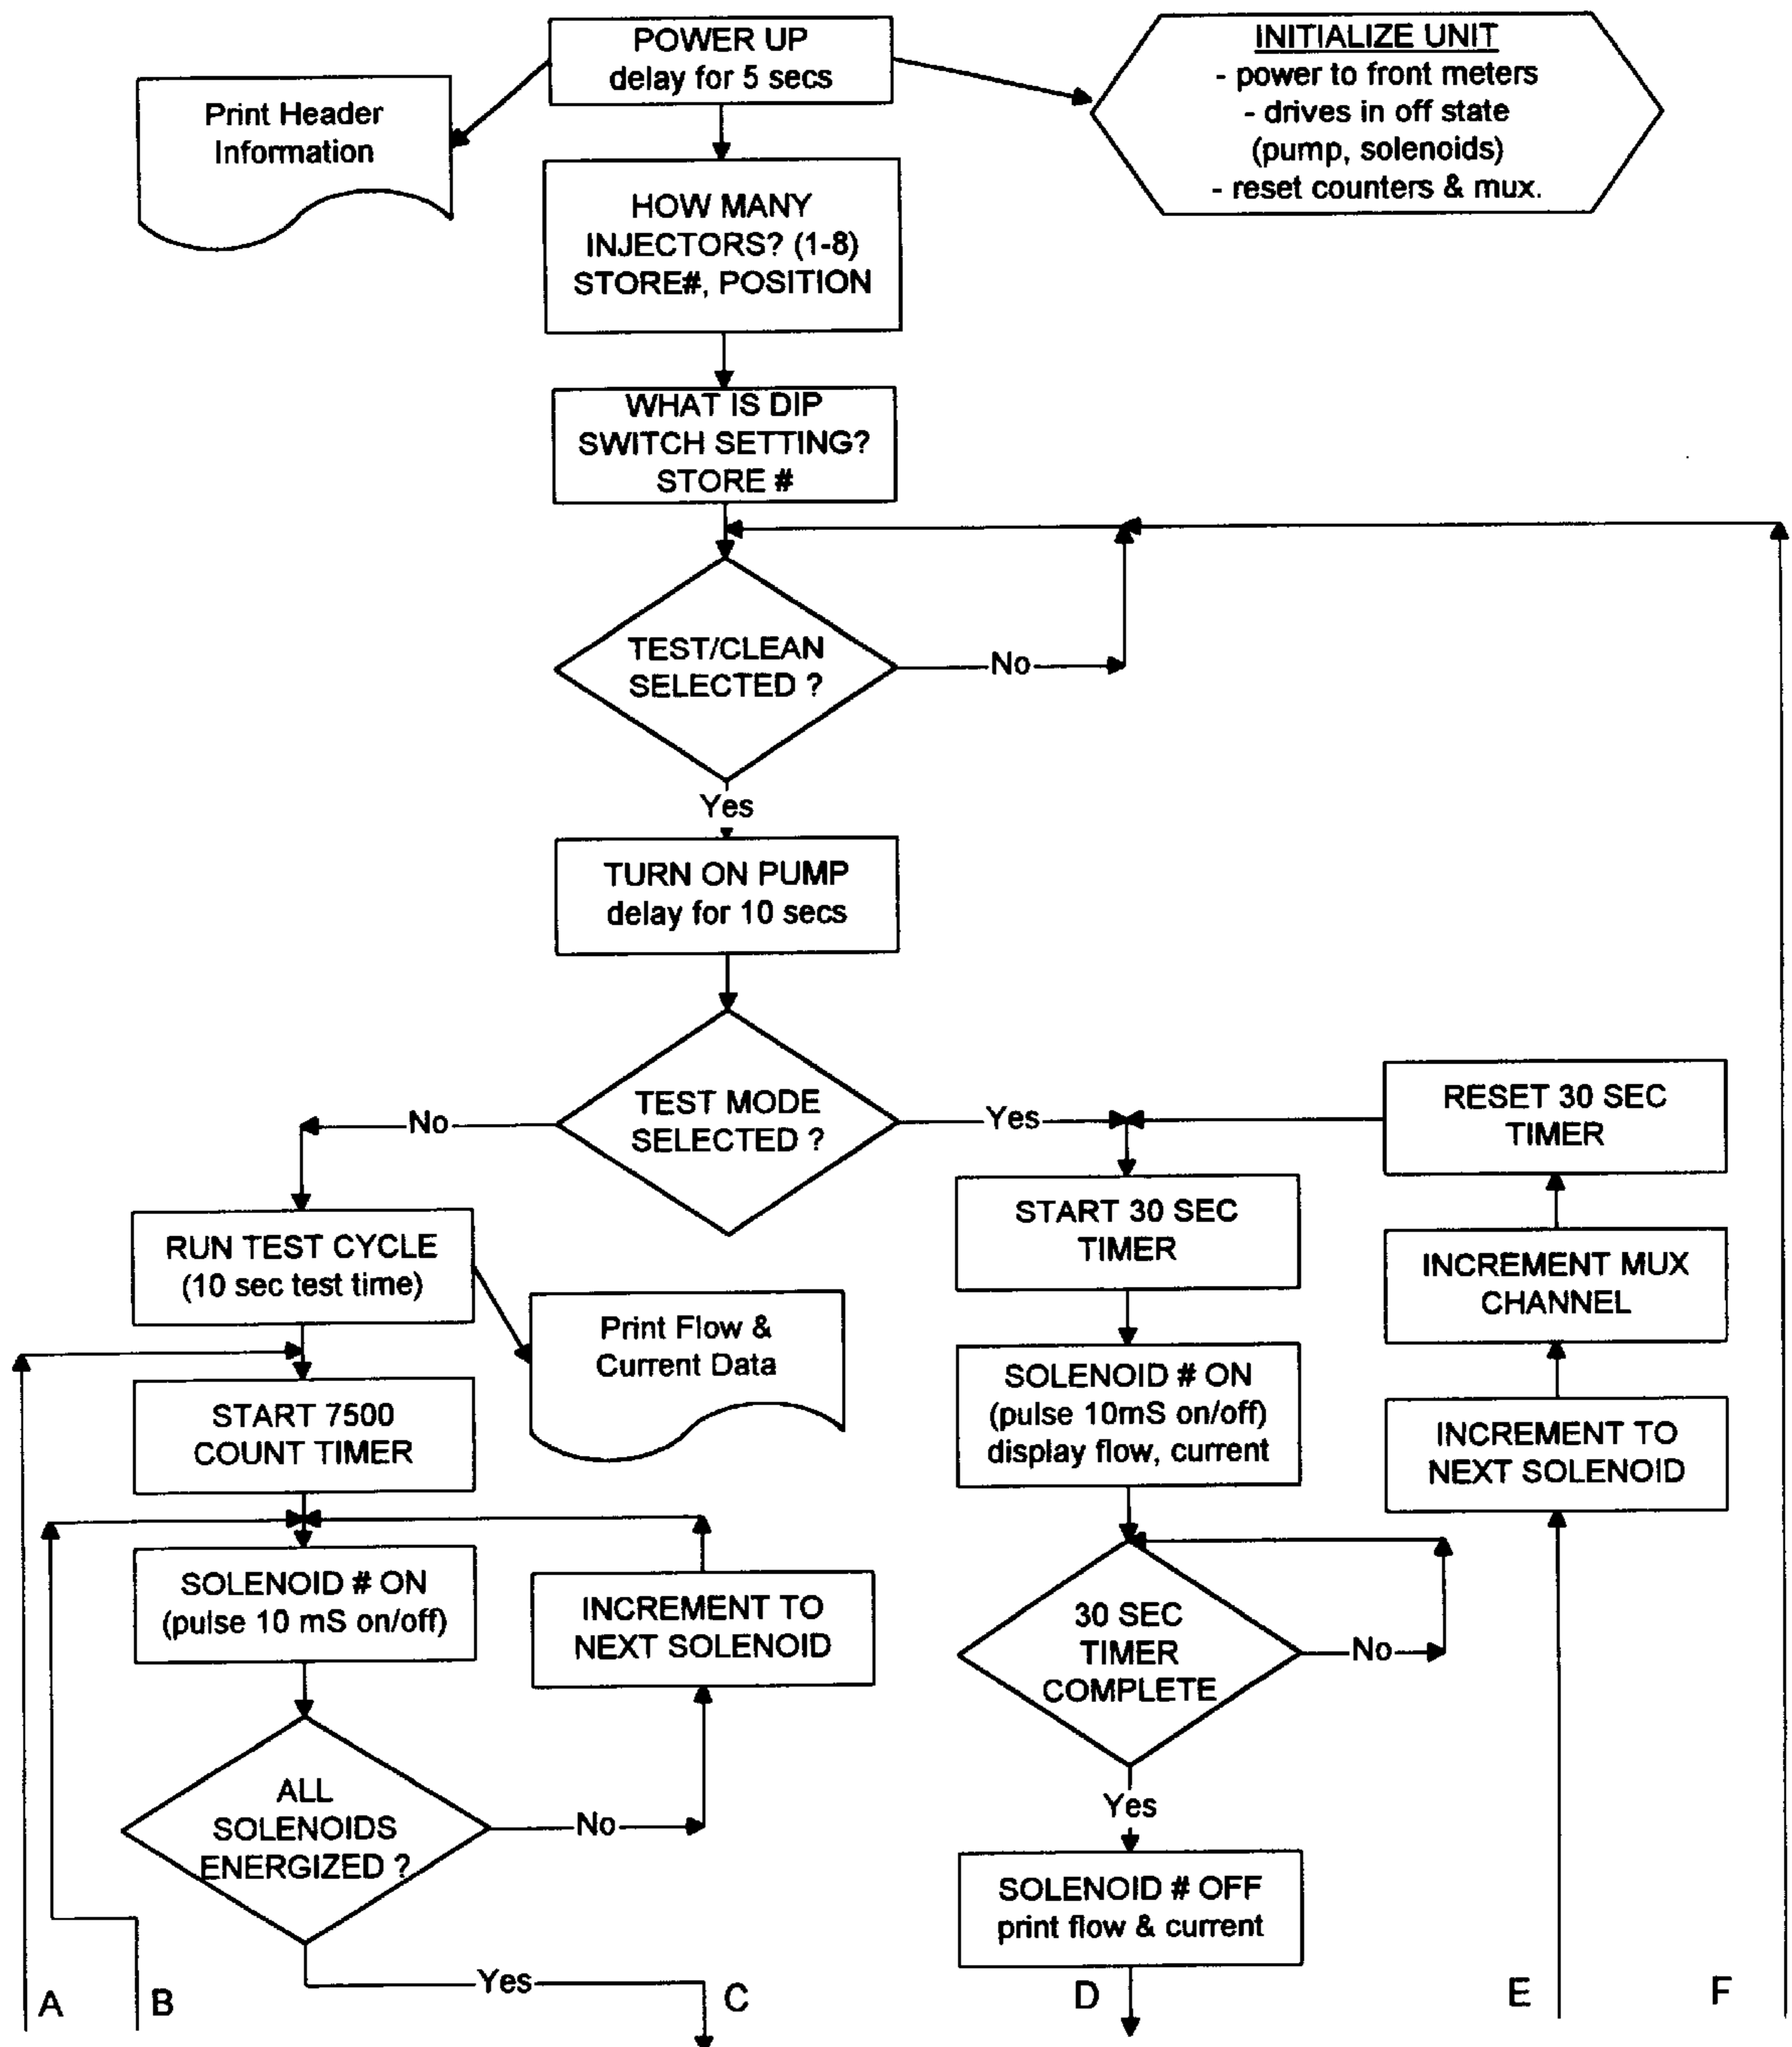 POWER UP
delay for 5 secs
INITIALIZE UNIT
- power to front meters
- drives in off state
(pump, solenoids)
- reset counters & mux.
Print Header
Information
HOW MANY
INJECTORS? (1-8)
STORE#, POSITION
WHAT IS DIP
SWITCH SETTING?
STORE #
TEST/CLEAN
SELECTED ?
No
Yes
TURN ON PUMP
delay for 10 secs
TEST MODE
SELECTED ?
No
Yes
RESET 30 SEC
TIMER
START 30 SEC
TIMER
RUN TEST CYCLE
(10 sec test time)
INCREMENT MUX
CHANNEL
Print Flow &
Current Data
SOLENOID # ON
(pulse 10mS on/off)
display flow, current
START 7500
COUNT TIMER
INCREMENT TO
NEXT SOLENOID
SOLENOID # ON
(pulse 10 mS on/off)
INCREMENT TO
NEXT SOLENOID
30 SEC
TIMER
COMPLETE
No
ALL
SOLENOIDS
ENERGIZED ?
No
Yes
SOLENOID # OFF
print flow & current
Yes
A
B
C
D
E
F